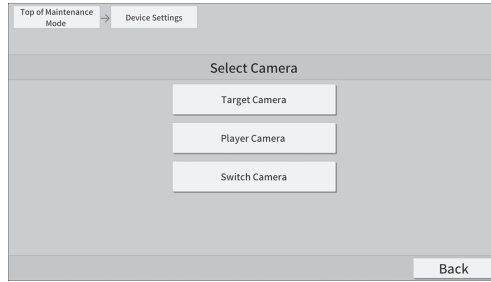 Top of Maintenance
Mode
→
Device Settings
Select Camera
Target Camera
Player Camera
Switch Camera
Back